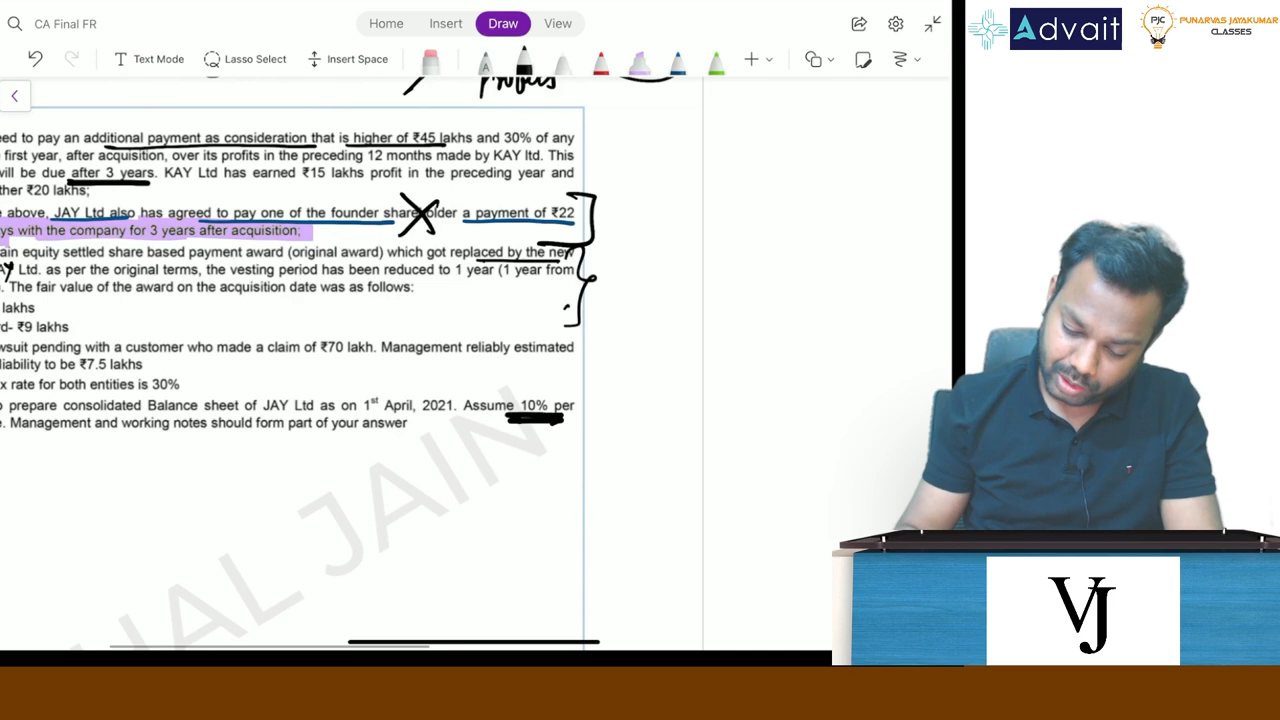 CA Final FR
Home Insert Draw View
Advait
PJC PUNARVAS JAYAKUMAR
CLASSES
Text Mode Lasso Select Insert Space
profits
eed to pay an additional payment as consideration that is higher of ₹45 lakhs and 30% of any
e first year, after acquisition, over its profits in the preceding 12 months made by KAY ltd. This
will be due after 3 years. KAY Ltd has earned ₹15 lakhs profit in the preceding year and
ther ₹20 lakhs;
e above, JAY Ltd also has agreed to pay one of the founder shareholder a payment of ₹22
ys with the company for 3 years after acquisition;
ain equity settled share based payment award (original award) which got replaced by the new
Ay Ltd. as per the original terms, the vesting period has been reduced to 1 year (1 year from
). The fair value of the award on the acquisition date was as follows:
lakhs
rd- ₹9 lakhs
wsuit pending with a customer who made a claim of ₹70 lakh. Management reliably estimated
liability to be ₹7.5 lakhs
x rate for both entities is 30%
o prepare consolidated Balance sheet of JAY Ltd as on 1st April, 2021. Assume 10% per
e. Management and working notes should form part of your answer
UAL JAIN
VJ